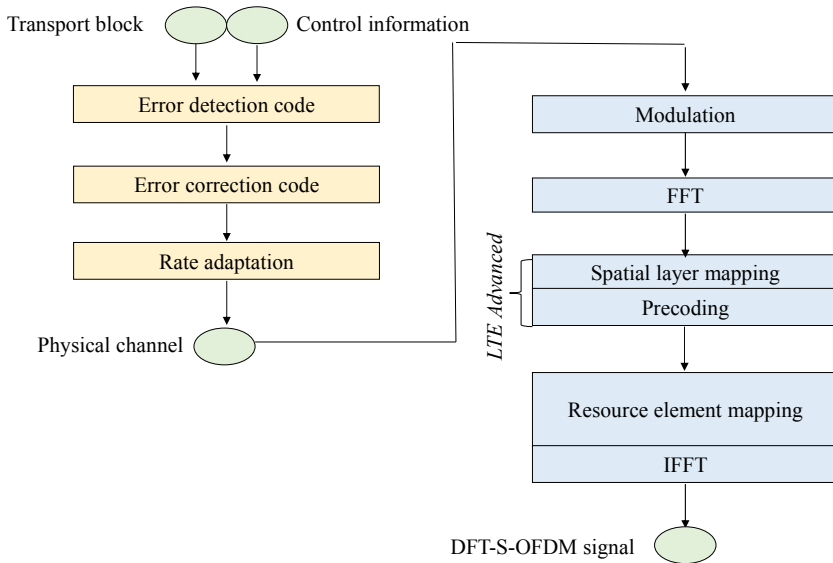 Transport block
Control information
Error detection code
Error correction code
Rate adaptation
Physical channel
Modulation
FFT
LTE Advanced
Spatial layer mapping
Precoding
Resource element mapping
IFFT
DFT-S-OFDM signal